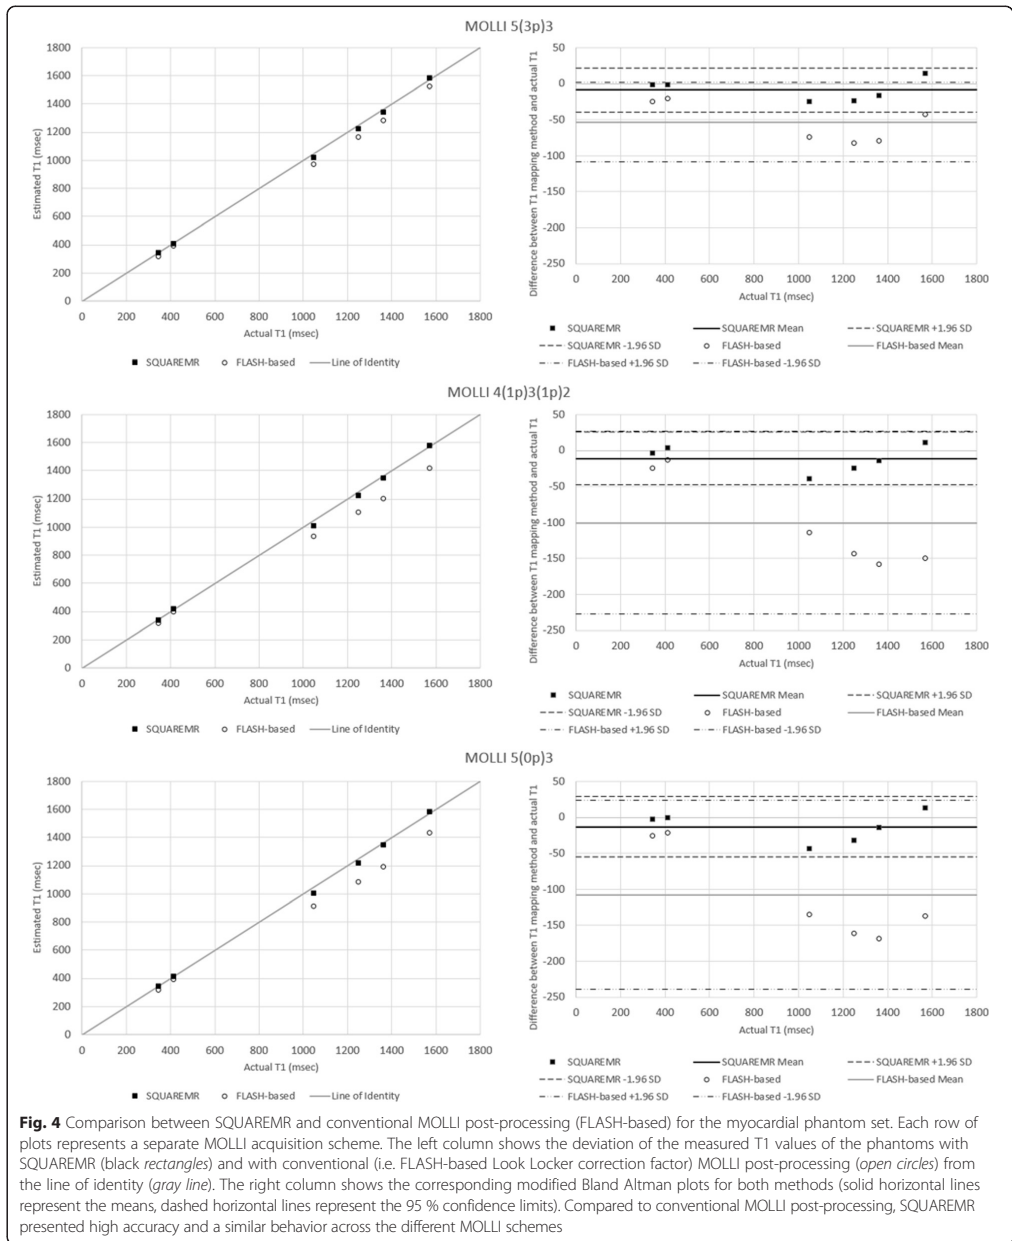 MOLLI 5(3p)3
1800
1600
1400
1200
1000
800
600
400
200
0
Estimated T1 (msec)
0 200 400 600 800 1000 1200 1400 1600 1800
Actual T1 (msec)
SQUAREMR FLASH-based Line of Identity
50
0
-50
-100
-150
-200
-250
Difference between T1 mapping method and actual T1
0 200 400 600 800 1000 1200 1400 1600 1800
Actual T1 (msec)
SQUAREMR SQUAREMR Mean SQUAREMR +1.96 SD
SQUAREMR -1.96 SD FLASH-based FLASH-based Mean
FLASH-based +1.96 SD FLASH-based -1.96 SD
MOLLI 4(1p)3(1p)2
1800
1600
1400
1200
1000
800
600
400
200
0
Estimated T1 (msec)
0 200 400 600 800 1000 1200 1400 1600 1800
Actual T1 (msec)
SQUAREMR FLASH-based Line of Identity
50
0
-50
-100
-150
-200
-250
Difference between T1 mapping method and actual T1
0 200 400 600 800 1000 1200 1400 1600 1800
Actual T1 (msec)
SQUAREMR SQUAREMR Mean SQUAREMR +1.96 SD
SQUAREMR -1.96 SD FLASH-based FLASH-based Mean
FLASH-based +1.96 SD FLASH-based -1.96 SD
MOLLI 5(0p)3
1800
1600
1400
1200
1000
800
600
400
200
0
Estimated T1 (msec)
0 200 400 600 800 1000 1200 1400 1600 1800
Actual T1 (msec)
SQUAREMR FLASH-based Line of Identity
50
0
-50
-100
-150
-200
-250
Difference between T1 mapping method and actual T1
0 200 400 600 800 1000 1200 1400 1600 1800
Actual T1 (msec)
SQUAREMR SQUAREMR Mean SQUAREMR +1.96 SD
SQUAREMR -1.96 SD FLASH-based FLASH-based Mean
FLASH-based +1.96 SD FLASH-based -1.96 SD
Fig. 4 Comparison between SQUAREMR and conventional MOLLI post-processing (FLASH-based) for the myocardial phantom set. Each row of
plots represents a separate MOLLI acquisition scheme. The left column shows the deviation of the measured T1 values of the phantoms with
SQUAREMR (black rectangles) and with conventional (i.e. FLASH-based Look Locker correction factor) MOLLI post-processing (open circles) from
the line of identity (gray line). The right column shows the corresponding modified Bland Altman plots for both methods (solid horizontal lines
represent the means, dashed horizontal lines represent the 95 % confidence limits). Compared to conventional MOLLI post-processing, SQUAREMR
presented high accuracy and a similar behavior across the different MOLLI schemes